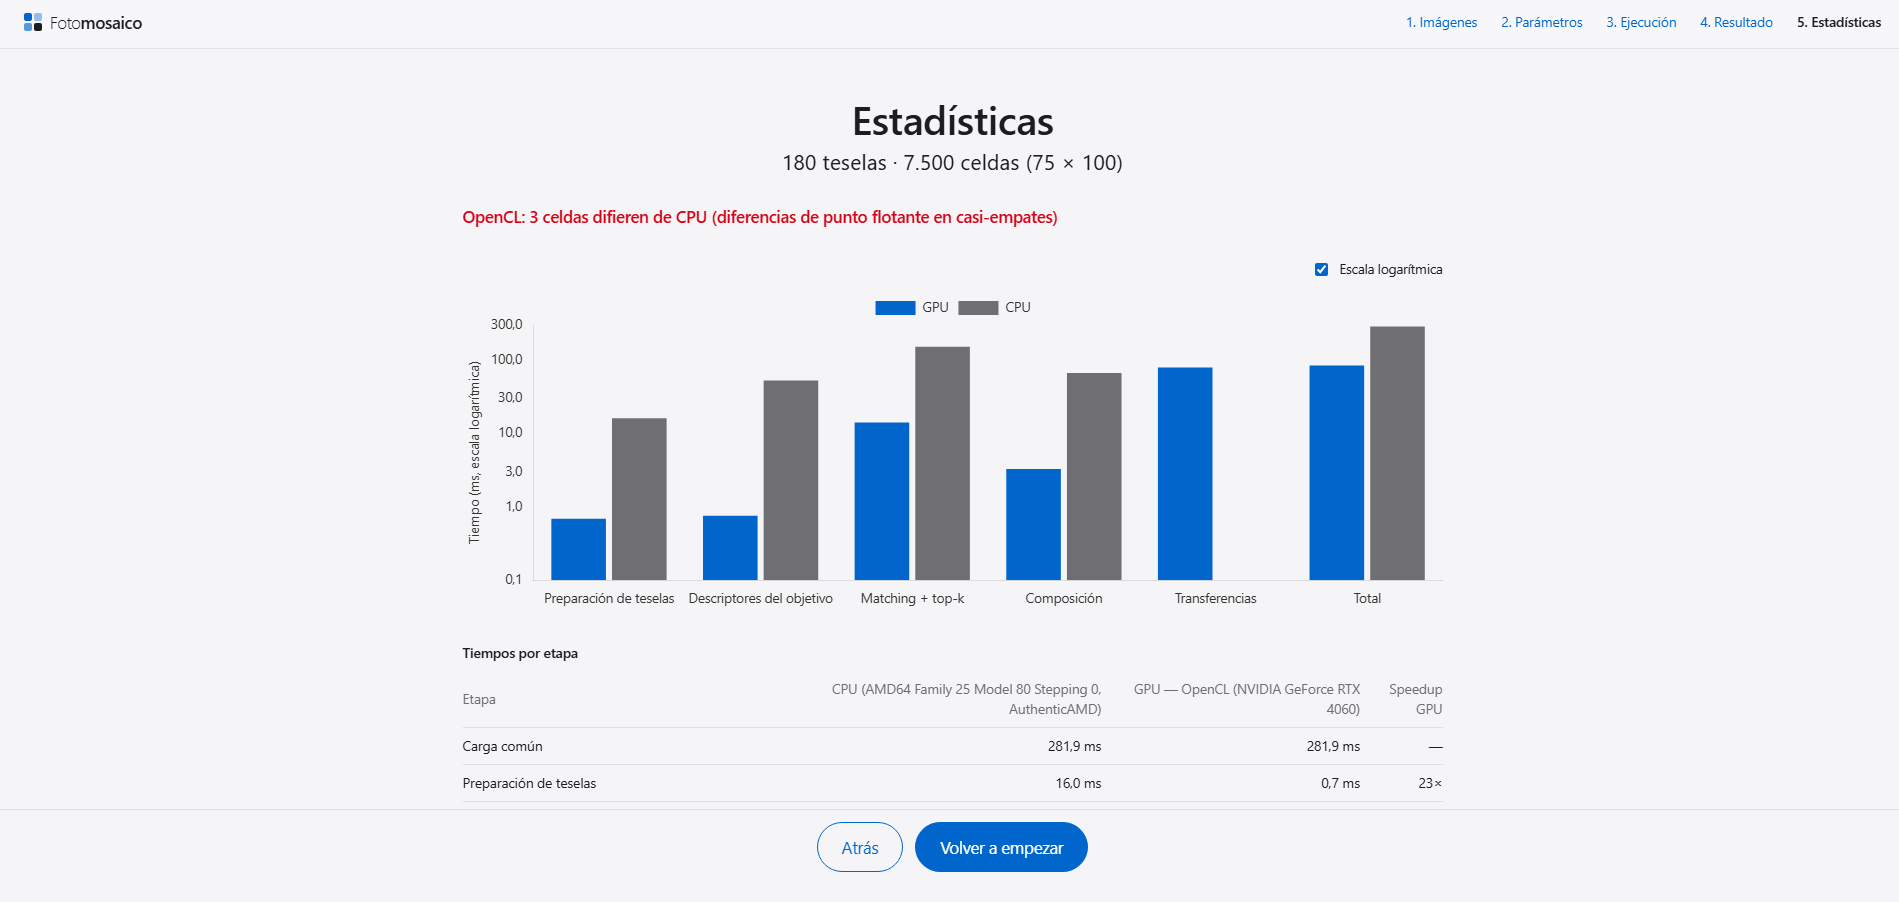 Fotomosaico
1. Imágenes 2. Parámetros 3. Ejecución 4. Resultado 5. Estadísticas
Estadísticas
180 teselas · 7.500 celdas (75 × 100)
OpenCL: 3 celdas difieren de CPU (diferencias de punto flotante en casi-empates)
Escala logarítmica
GPU CPU
Tiempo (ms, escala logarítmica)
300,0
100,0
30,0
10,0
3,0
1,0
0,1
Preparación de teselas Descriptores del objetivo Matching + top-k Composición Transferencias Total
Tiempos por etapa
Etapa
CPU (AMD64 Family 25 Model 80 Stepping 0,
AuthenticAMD)
GPU — OpenCL (NVIDIA GeForce RTX
4060)
Speedup
GPU
Carga común 281,9 ms 281,9 ms —
Preparación de teselas 16,0 ms 0,7 ms 23×
Atrás Volver a empezar